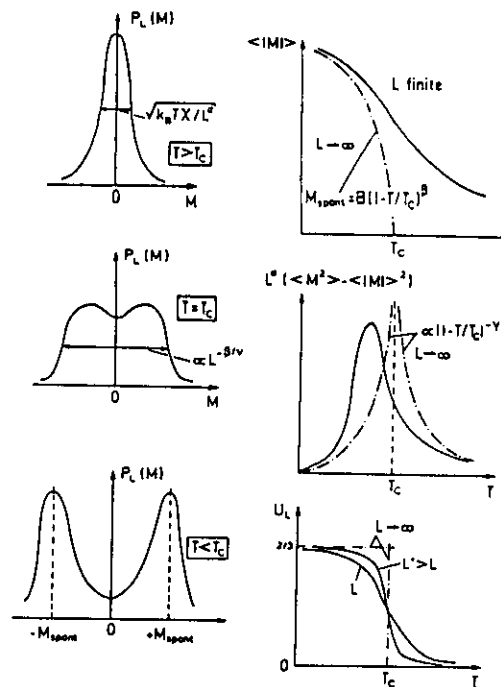 P_L (M)
√k_B T X / L^d
T > T_C
0
M
P_L (M)
T = T_C
∝ L^-β/ν
0
M
P_L (M)
T < T_C
-M_spont
0
+M_spont
M
<|M|>
L finite
L → ∞
M_spont = B(1-T/T_C)^β
T_C
L^d (<M²>-<|M|>²)
∝ (1-T/T_C)^-γ
L → ∞
T_C
T
U_L
2/3
L → ∞
L' > L
L
0
T_C
T